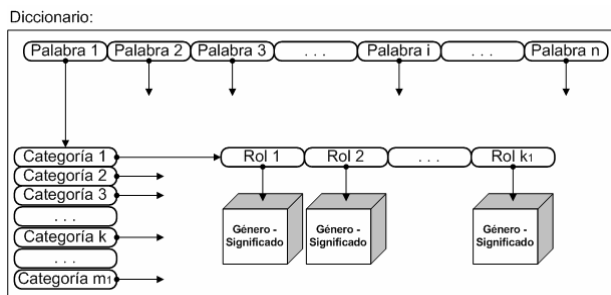 Diccionario:
Palabra 1 Palabra 2 Palabra 3 . . . Palabra i . . . Palabra n
Categoría 1 Rol 1 Rol 2 . . . Rol k1
Categoría 2
Categoría 3
. . .
Categoría k
. . .
Categoría m1
Género - Género - Género -
Significado Significado Significado